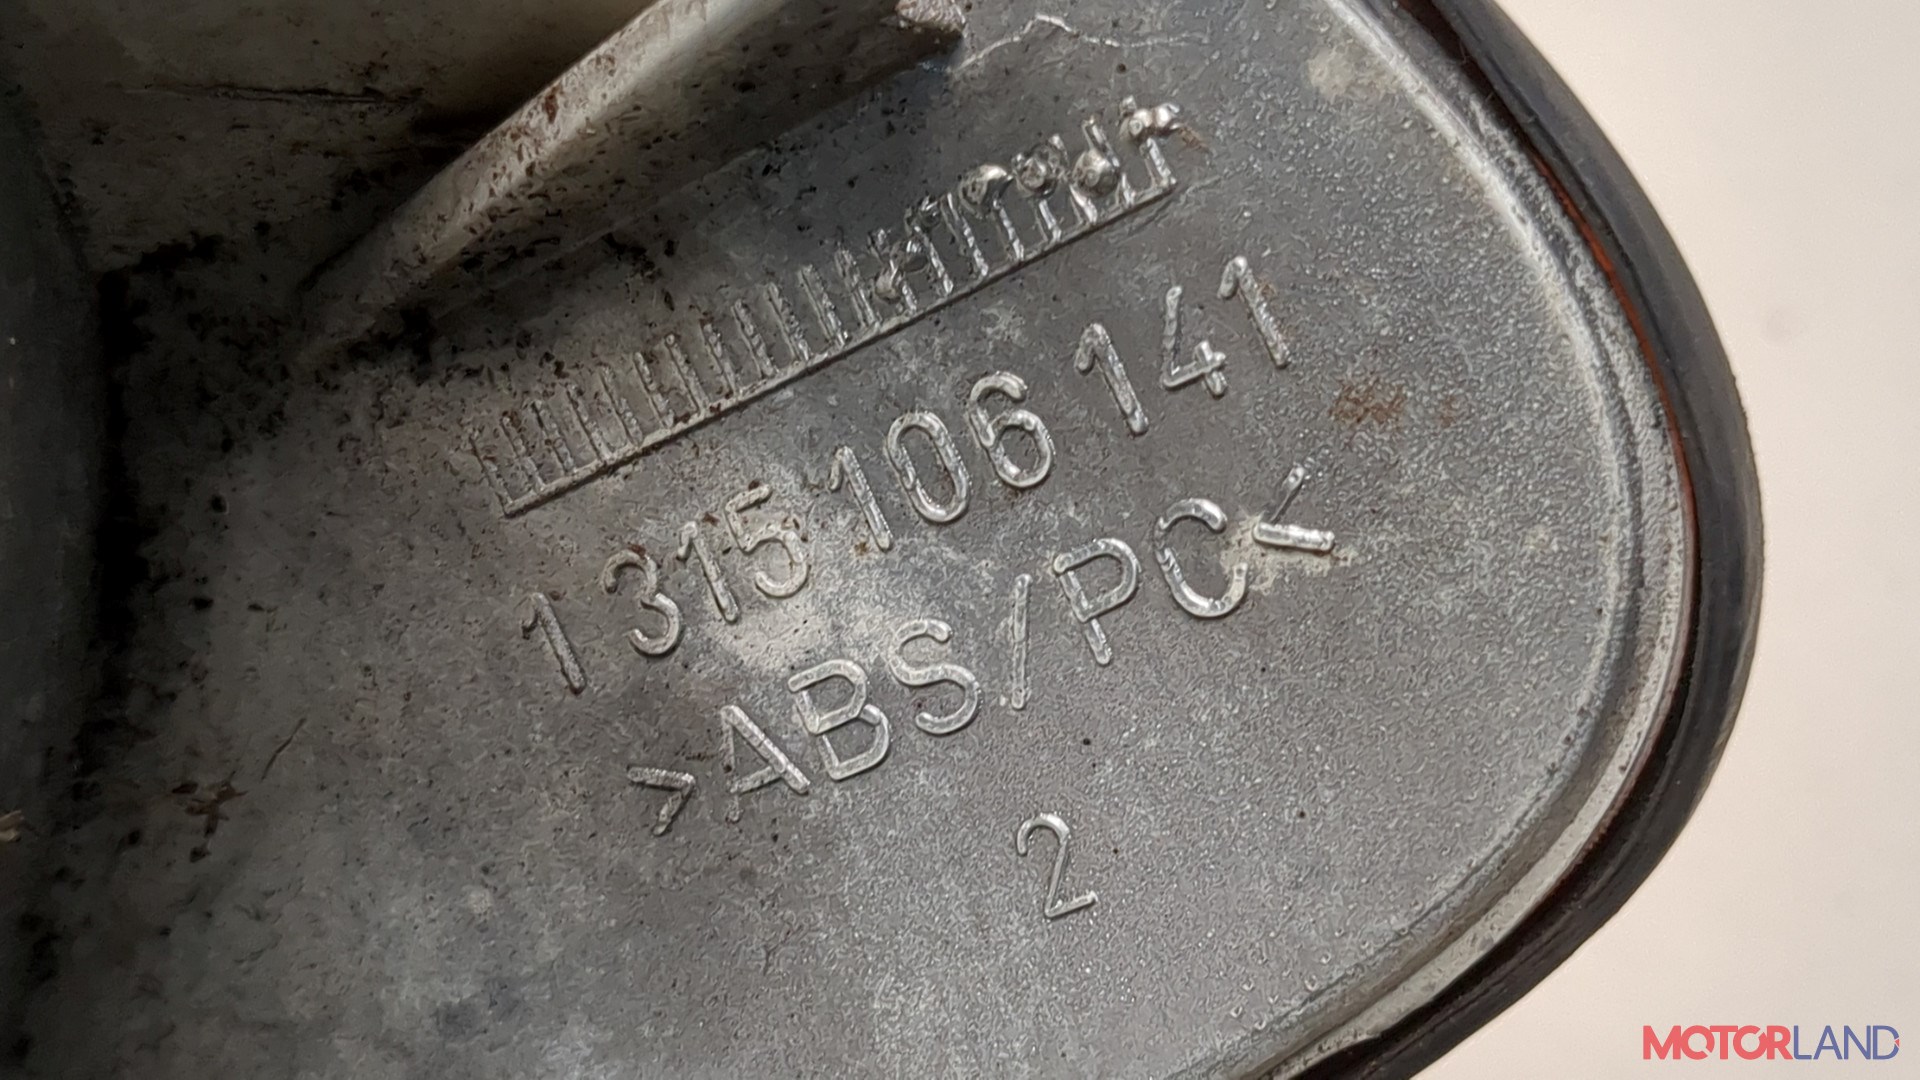 1 315 106 141
>ABS/PC<
2
MOTORLAND